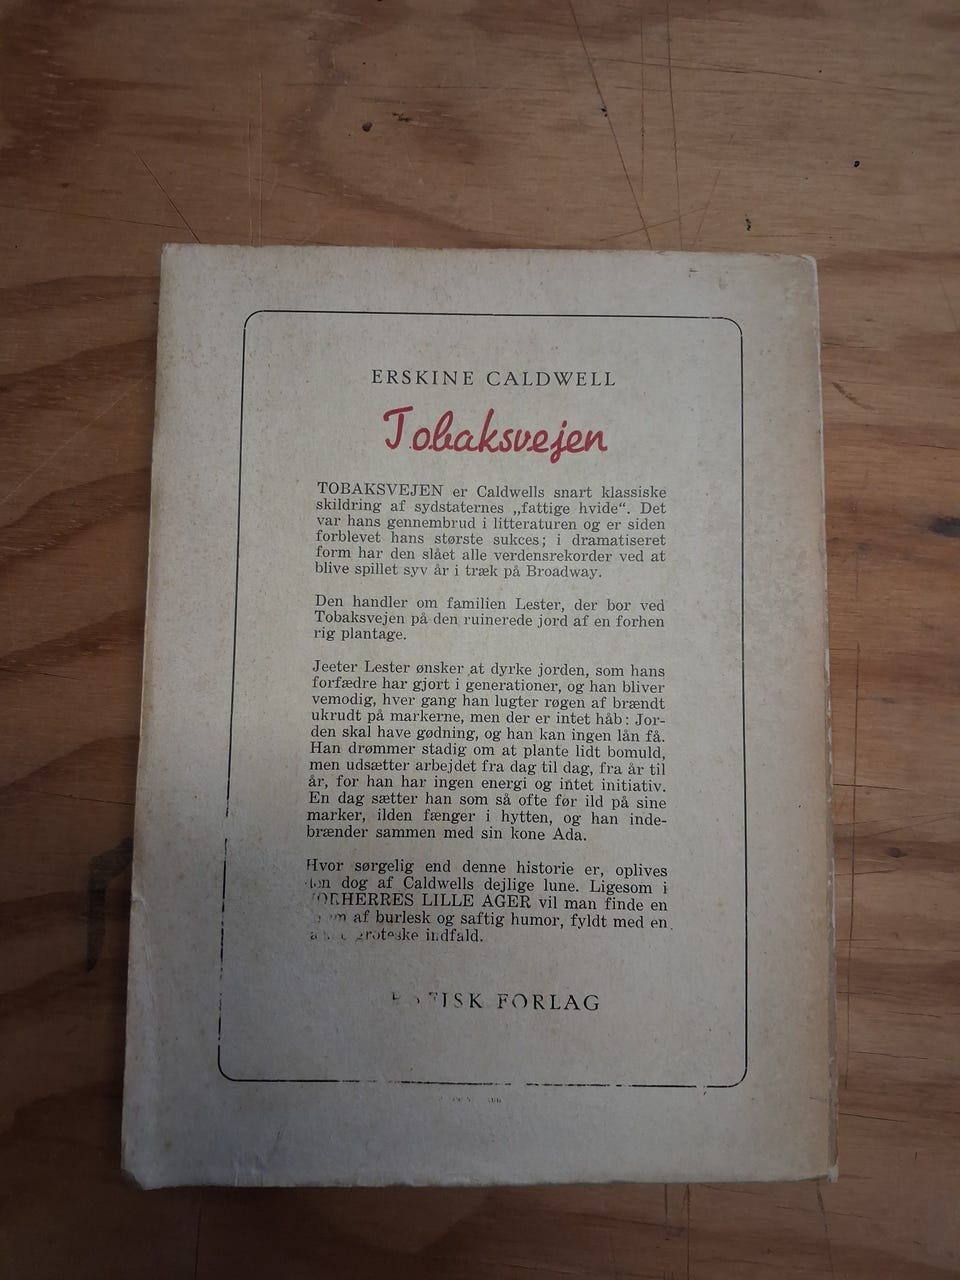 ERSKINE CALDWELL
Tobaksvejen
TOBAKSVEJEN er Caldwells snart klassiske
skildring af sydstaternes „fattige hvide“. Det
var hans gennembrud i litteraturen og er siden
forblevet hans største sukces; i dramatiseret
form har den slået alle verdensrekorder ved at
blive spillet syv år i træk på Broadway.
Den handler om familien Lester, der bor ved
Tobaksvejen på den ruinerede jord af en forhen
rig plantage.
Jeeter Lester ønsker at dyrke jorden, som hans
forfædre har gjort i generationer, og han bliver
vemodig, hver gang han lugter røgen af brændt
ukrudt på markerne, men der er intet håb: Jor-
den skal have gødning, og han kan ingen lån få.
Han drømmer stadig om at plante lidt bomuld,
men udsætter arbejdet fra dag til dag, fra år til
år, for han har ingen energi og intet initiativ.
En dag sætter han som så ofte før ild på sine
marker, ilden fænger i hytten, og han inde-
brænder sammen med sin kone Ada.
Hvor sørgelig end denne historie er, oplives
den dog af Caldwells dejlige lune. Ligesom i
VORHERRES LILLE AGER vil man finde en
af burlesk og saftig humor, fyldt med en
groteske indfald.
FORLAG